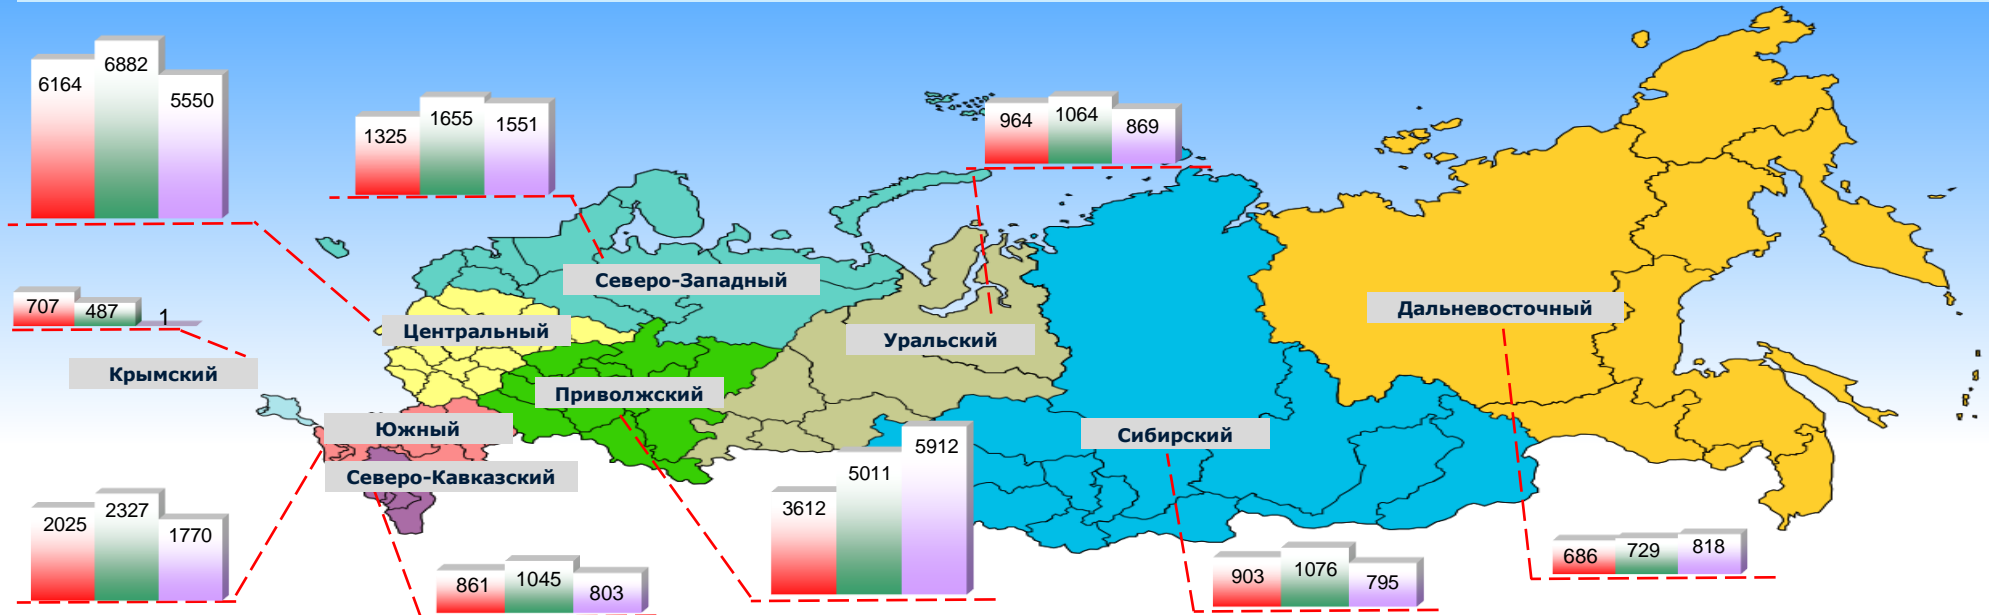 6164 6882 5550
1325 1655 1551
964 1064 869
Северо-Западный
707 487 1
Центральный
Дальневосточный
Уральский
Крымский
Приволжский
Южный
Сибирский
Северо-Кавказский
3612 5011 5912
2025 2327 1770
861 1045 803
903 1076 795
686 729 818